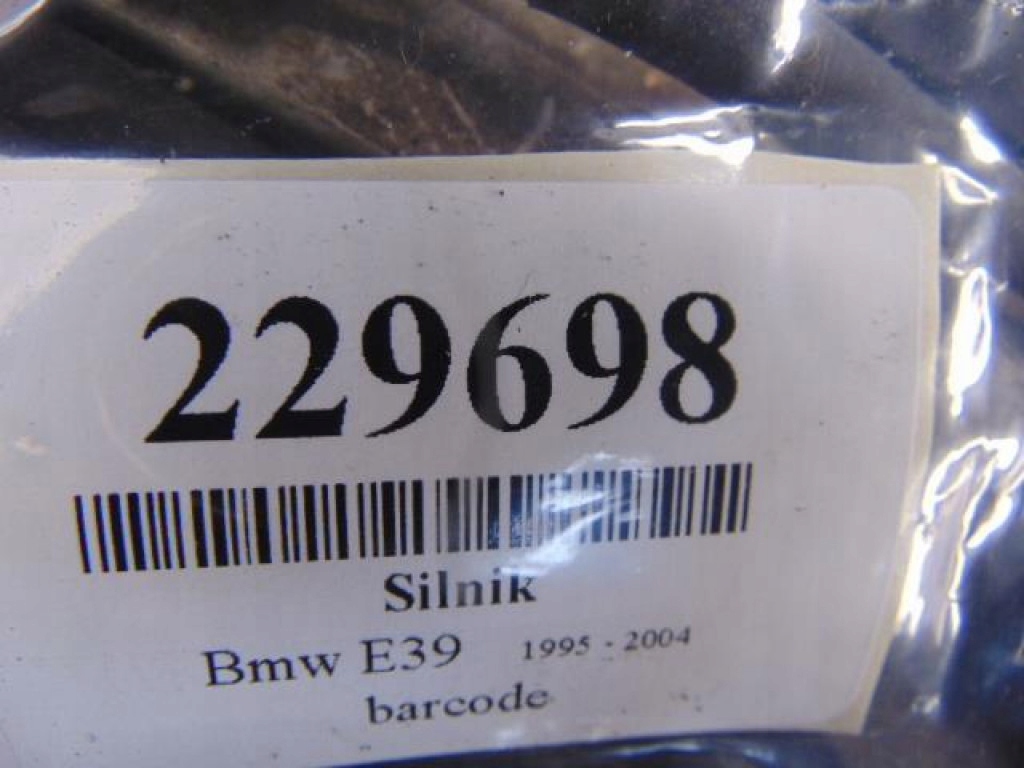 229698
Silnik
Bmw E39 1995 - 2004
barcode